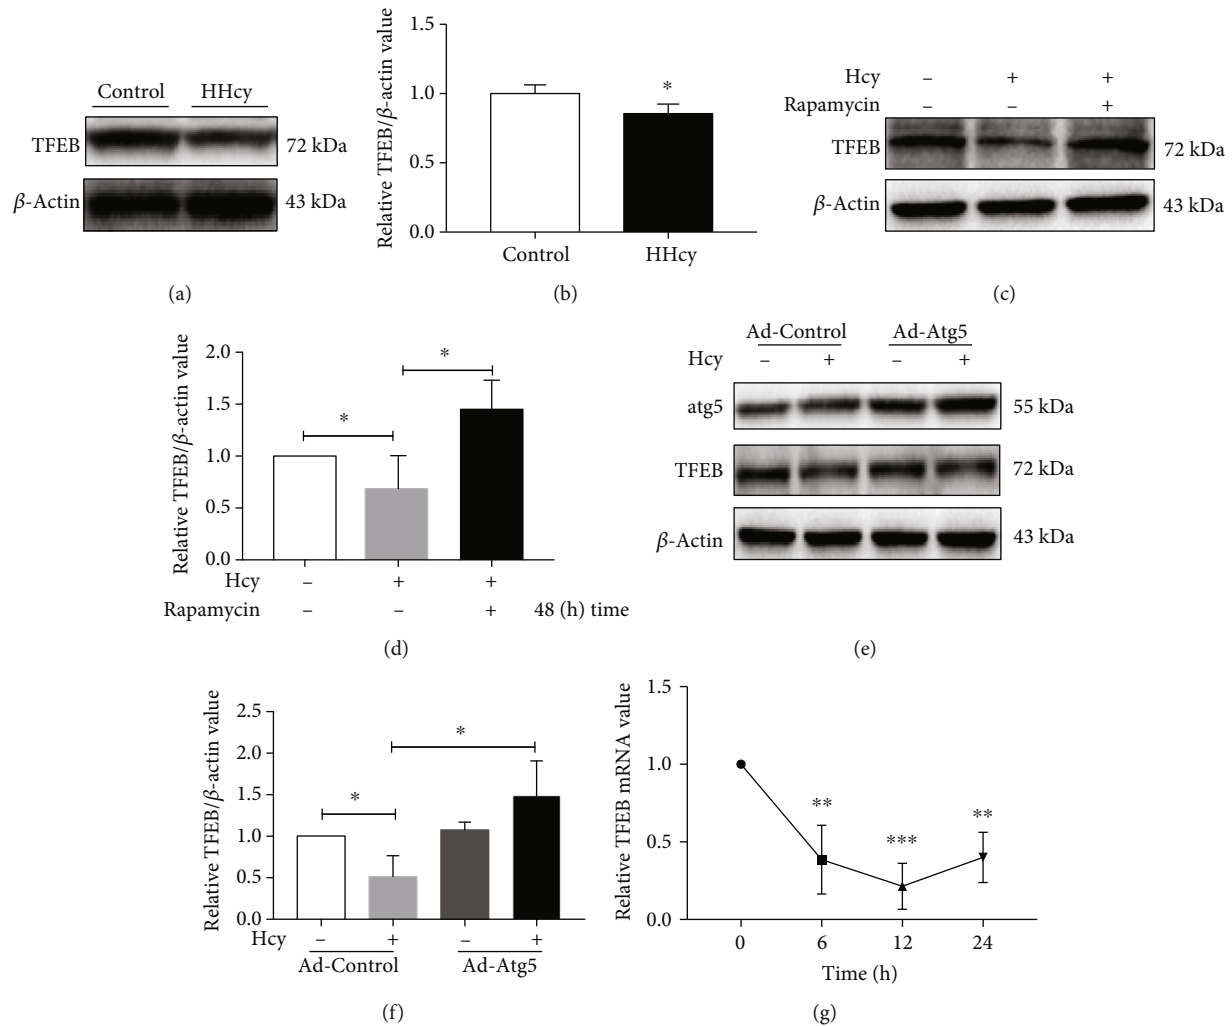 Control HHcy
TFEB 72 kDa
β-Actin 43 kDa
(a)
Relative TFEB/β-actin value
1.5
1.0
0.5
0.0
*
Control HHcy
(b)
Hcy – + +
Rapamycin – – +
TFEB 72 kDa
β-Actin 43 kDa
(c)
Relative TFEB/β-actin value
2.0
1.5
1.0
0.5
0.0
*
*
Hcy – + +
Rapamycin – – + 48 (h) time
(d)
Ad-Control Ad-Atg5
Hcy – + – +
atg5 55 kDa
TFEB 72 kDa
β-Actin 43 kDa
(e)
Relative TFEB/β-actin value
2.5
2.0
1.5
1.0
0.5
0.0
*
*
Hcy – + – +
Ad-Control Ad-Atg5
(f)
Relative TFEB mRNA value
1.5
1.0
0.5
0.0
** *** **
0 6 12 24
Time (h)
(g)